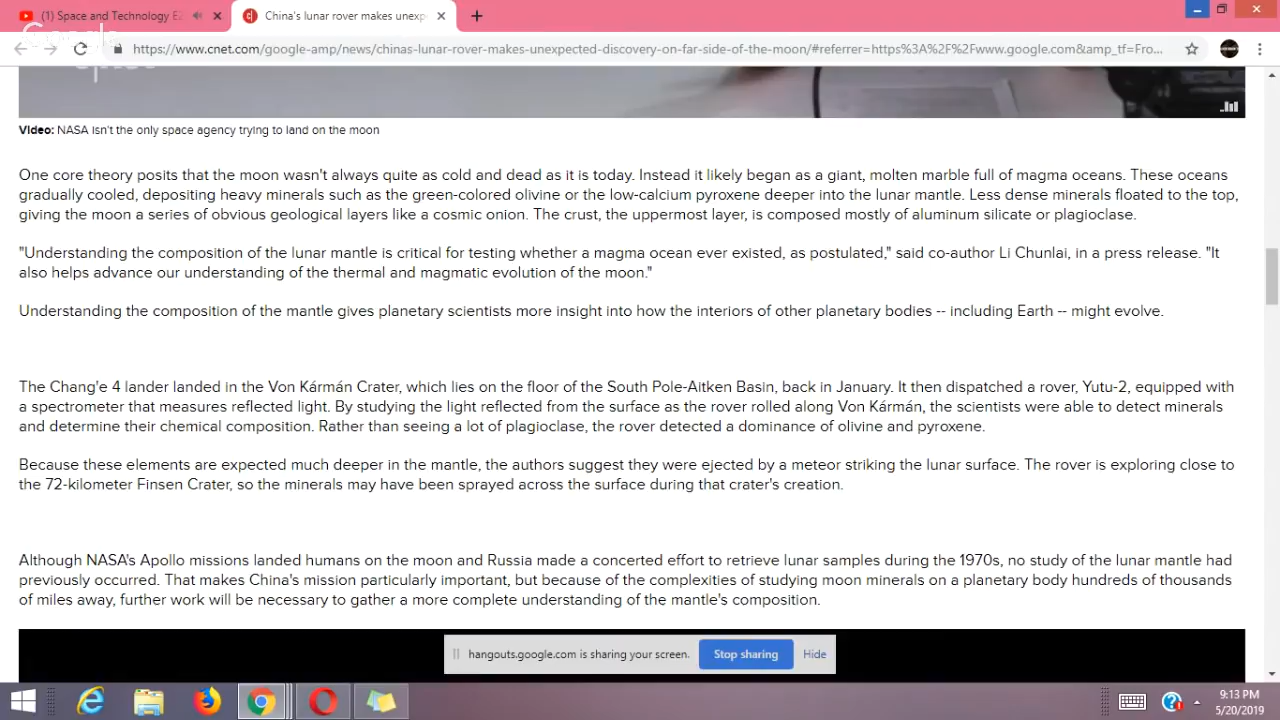 (1) Space and Technology E2
China's lunar rover makes unexp
https://www.cnet.com/google-amp/news/chinas-lunar-rover-makes-unexpected-discovery-on-far-side-of-the-moon/#referrer=https%3A%2F%2Fwww.google.com&amp_tf=Fro...
Google
Video: NASA isn't the only space agency trying to land on the moon
One core theory posits that the moon wasn't always quite as cold and dead as it is today. Instead it likely began as a giant, molten marble full of magma oceans. These oceans
gradually cooled, depositing heavy minerals such as the green-colored olivine or the low-calcium pyroxene deeper into the lunar mantle. Less dense minerals floated to the top,
giving the moon a series of obvious geological layers like a cosmic onion. The crust, the uppermost layer, is composed mostly of aluminum silicate or plagioclase.
"Understanding the composition of the lunar mantle is critical for testing whether a magma ocean ever existed, as postulated," said co-author Li Chunlai, in a press release. "It
also helps advance our understanding of the thermal and magmatic evolution of the moon."
Understanding the composition of the mantle gives planetary scientists more insight into how the interiors of other planetary bodies -- including Earth -- might evolve.
The Chang'e 4 lander landed in the Von Kármán Crater, which lies on the floor of the South Pole-Aitken Basin, back in January. It then dispatched a rover, Yutu-2, equipped with
a spectrometer that measures reflected light. By studying the light reflected from the surface as the rover rolled along Von Kármán, the scientists were able to detect minerals
and determine their chemical composition. Rather than seeing a lot of plagioclase, the rover detected a dominance of olivine and pyroxene.
Because these elements are expected much deeper in the mantle, the authors suggest they were ejected by a meteor striking the lunar surface. The rover is exploring close to
the 72-kilometer Finsen Crater, so the minerals may have been sprayed across the surface during that crater's creation.
Although NASA's Apollo missions landed humans on the moon and Russia made a concerted effort to retrieve lunar samples during the 1970s, no study of the lunar mantle had
previously occurred. That makes China's mission particularly important, but because of the complexities of studying moon minerals on a planetary body hundreds of thousands
of miles away, further work will be necessary to gather a more complete understanding of the mantle's composition.
hangouts.google.com is sharing your screen. Stop sharing Hide
9:13 PM
5/20/2019